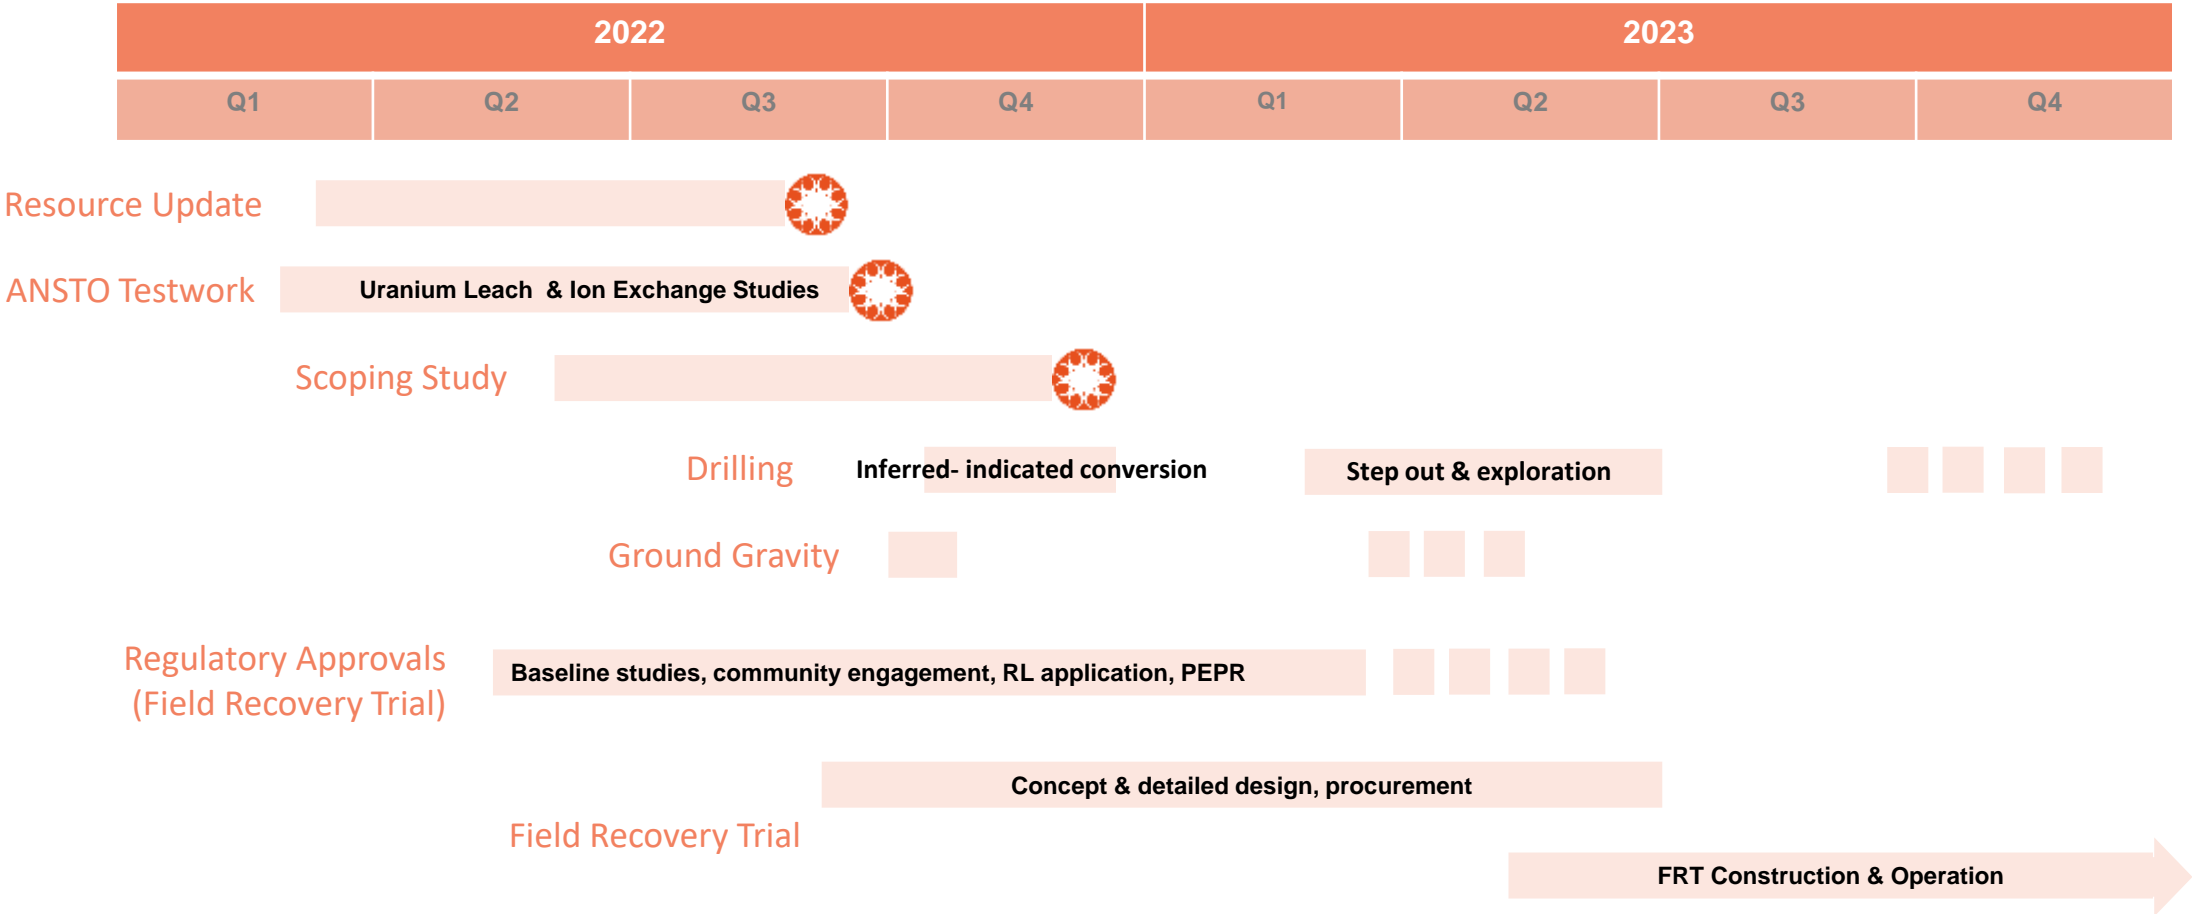 2022 2023
Q1 Q2 Q3 Q4 Q1 Q2 Q3 Q4
Resource Update
ANSTO Testwork Uranium Leach & Ion Exchange Studies
Scoping Study
Drilling Inferred- indicated conversion Step out & exploration
Ground Gravity
Regulatory Approvals
(Field Recovery Trial)
Baseline studies, community engagement, RL application, PEPR
Concept & detailed design, procurement
Field Recovery Trial
FRT Construction & Operation